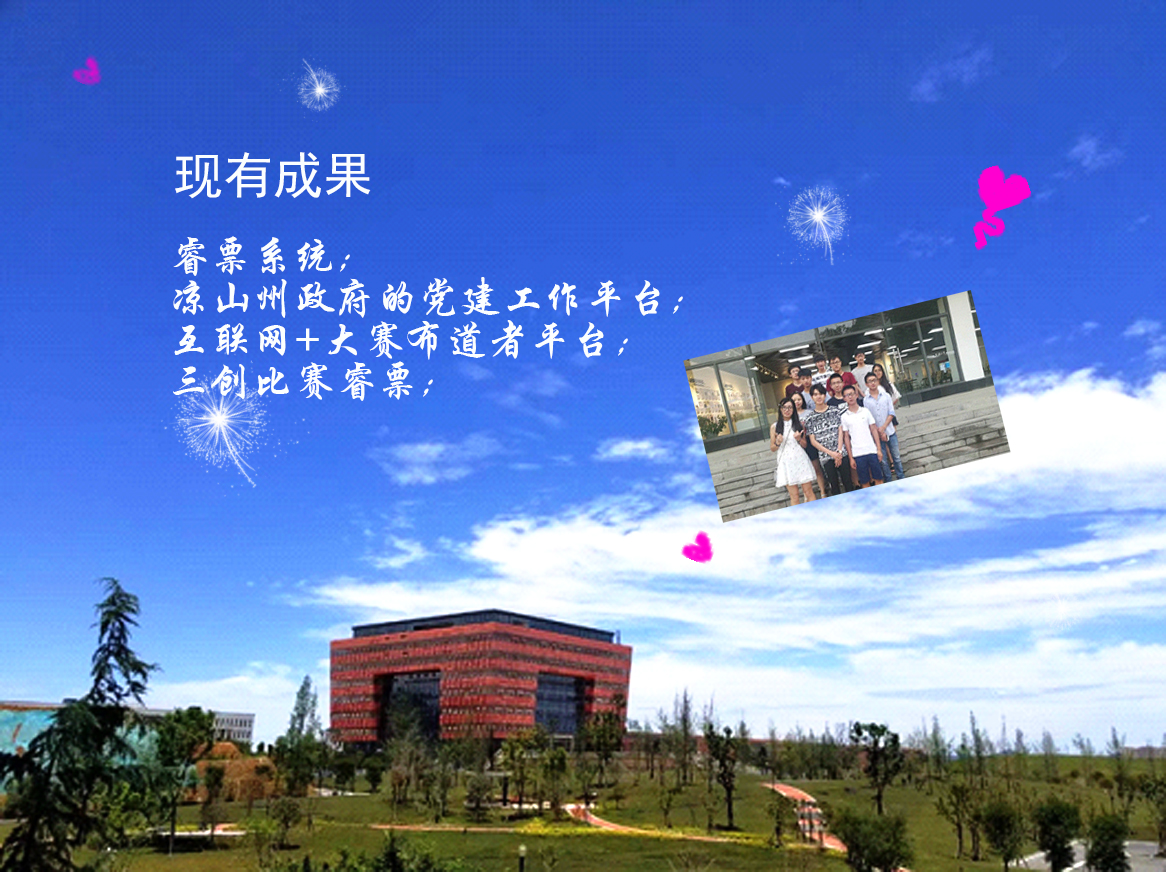 现有成果
睿票系统；
凉山州政府的党建工作平台；
互联网+大赛布道者平台；
三创比赛睿票；